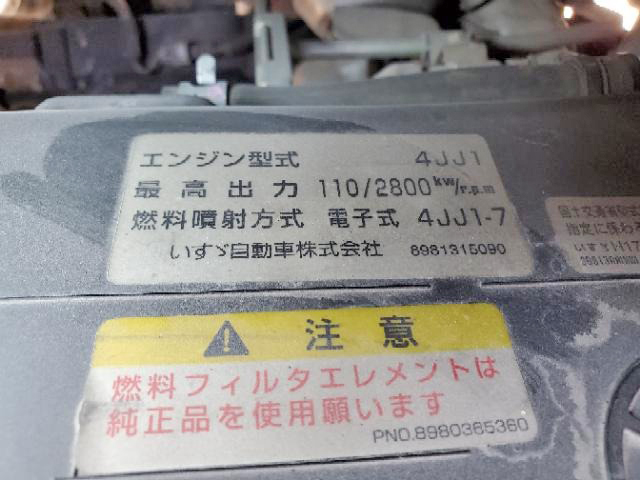 エンジン型式 4JJ1
最高出力 110/2800kw/r.p.m
燃料噴射方式 電子式 4JJ1-7
いすゞ自動車株式会社 8981315090
注意
燃料フィルタエレメントは
純正品を使用願います
PNO.8980365360